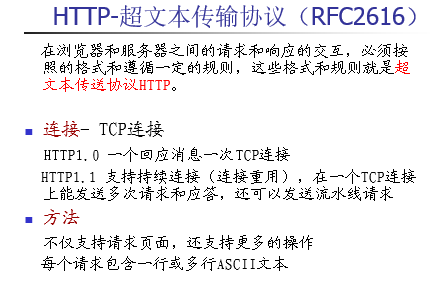 HTTP-超文本传输协议（RFC2616）
在浏览器和服务器之间的请求和响应的交互，必须按
照的格式和遵循一定的规则，这些格式和规则就是超
文本传送协议HTTP。
连接– TCP连接
HTTP1.0 一个回应消息一次TCP连接
HTTP1.1 支持持续连接（连接重用），在一个TCP连接
上能发送多次请求和应答，还可以发送流水线请求
方法
不仅支持请求页面，还支持更多的操作
每个请求包含一行或多行ASCII文本